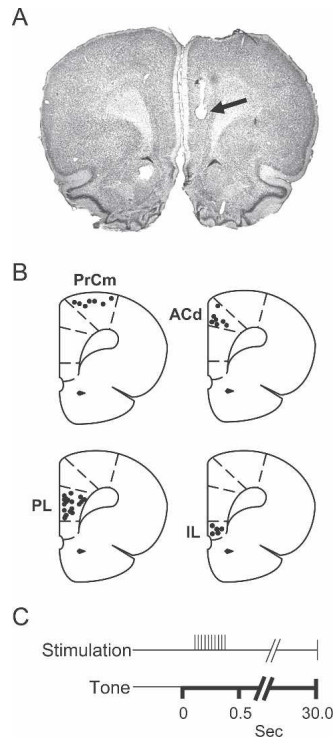 A
B
PrCm
ACd
PL
IL
C
Stimulation
Tone
0 0.5 30.0
Sec